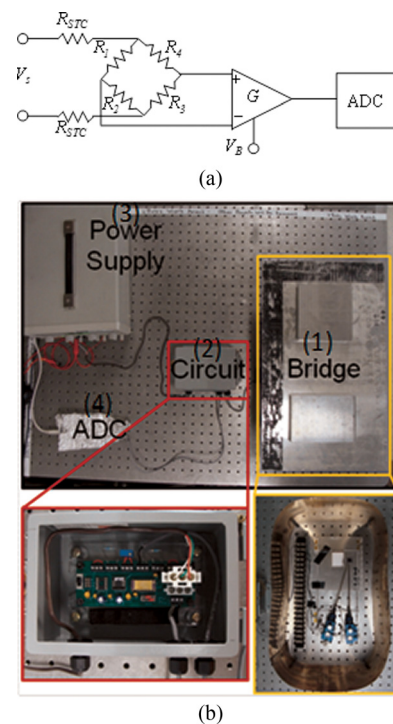 R_STC
R_1
R_4
V_s
+
G
ADC
R_2
R_3
−
R_STC
V_B
(a)
(3)
Power
Supply
(2)
Circuit
(1)
Bridge
(4)
ADC
(b)